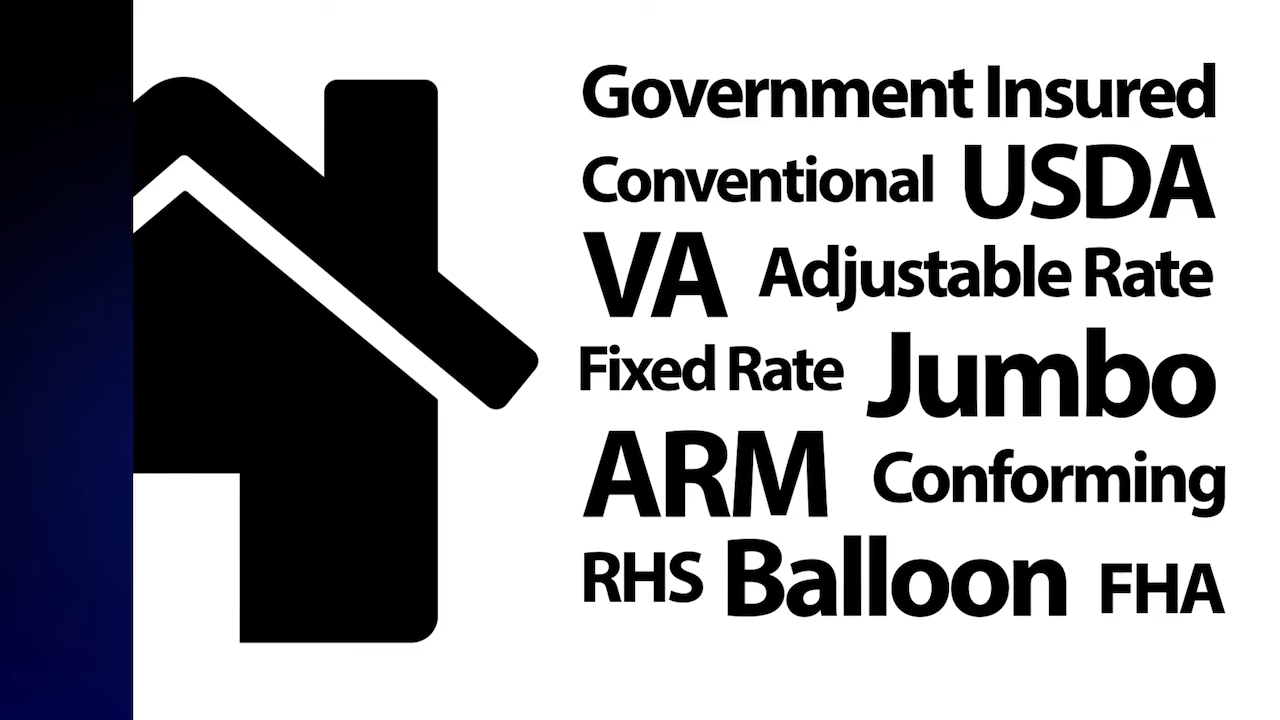 Government Insured
Conventional USDA
VA Adjustable Rate
Fixed Rate Jumbo
ARM Conforming
RHS Balloon FHA